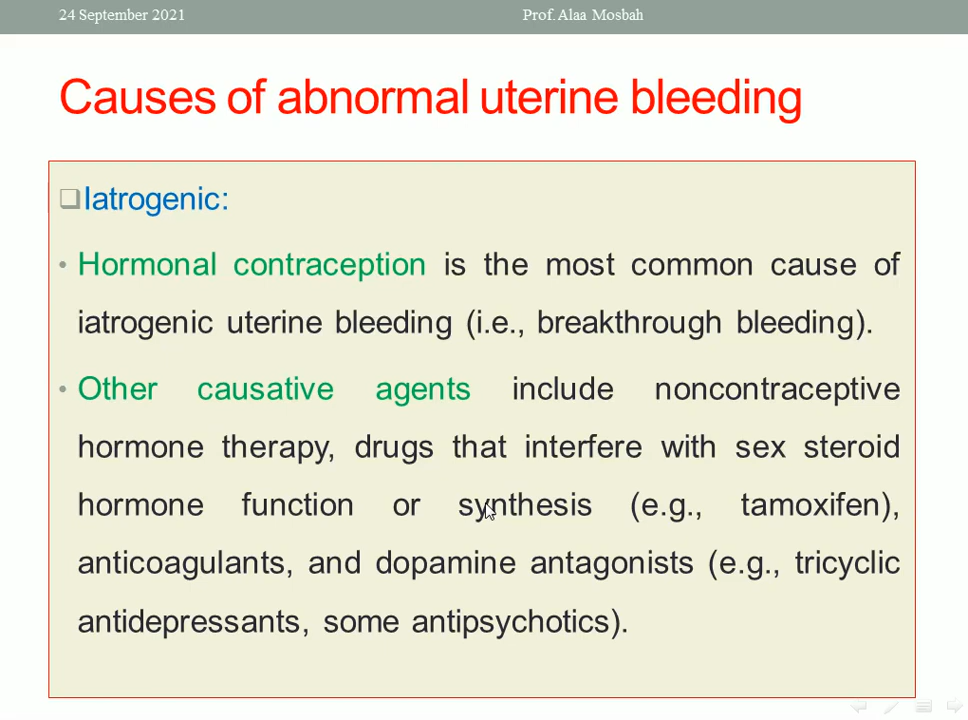 24 September 2021 Prof. Alaa Mosbah
Causes of abnormal uterine bleeding
Iatrogenic:
• Hormonal contraception is the most common cause of
iatrogenic uterine bleeding (i.e., breakthrough bleeding).
• Other causative agents include noncontraceptive
hormone therapy, drugs that interfere with sex steroid
hormone function or synthesis (e.g., tamoxifen),
anticoagulants, and dopamine antagonists (e.g., tricyclic
antidepressants, some antipsychotics).